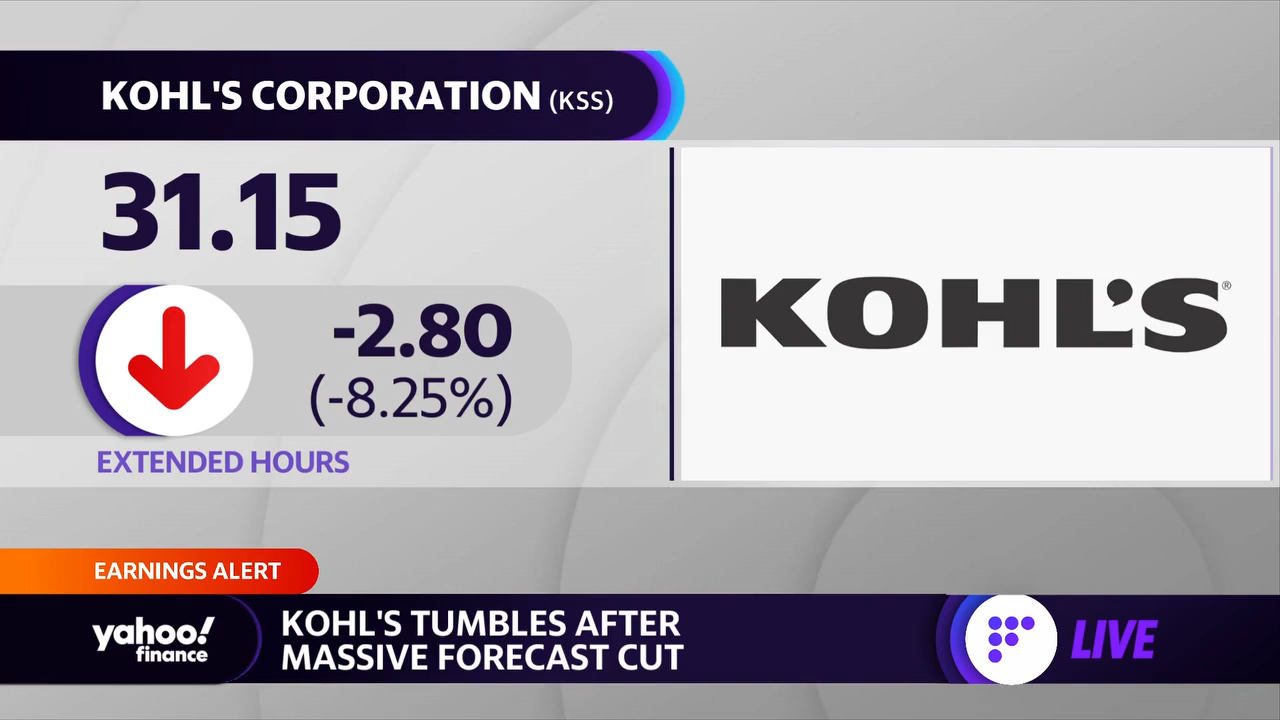 KOHL'S CORPORATION (KSS)
31.15
-2.80
(-8.25%)
EXTENDED HOURS
KOHL'S®
EARNINGS ALERT
yahoo!
finance
KOHL'S TUMBLES AFTER
MASSIVE FORECAST CUT
LIVE